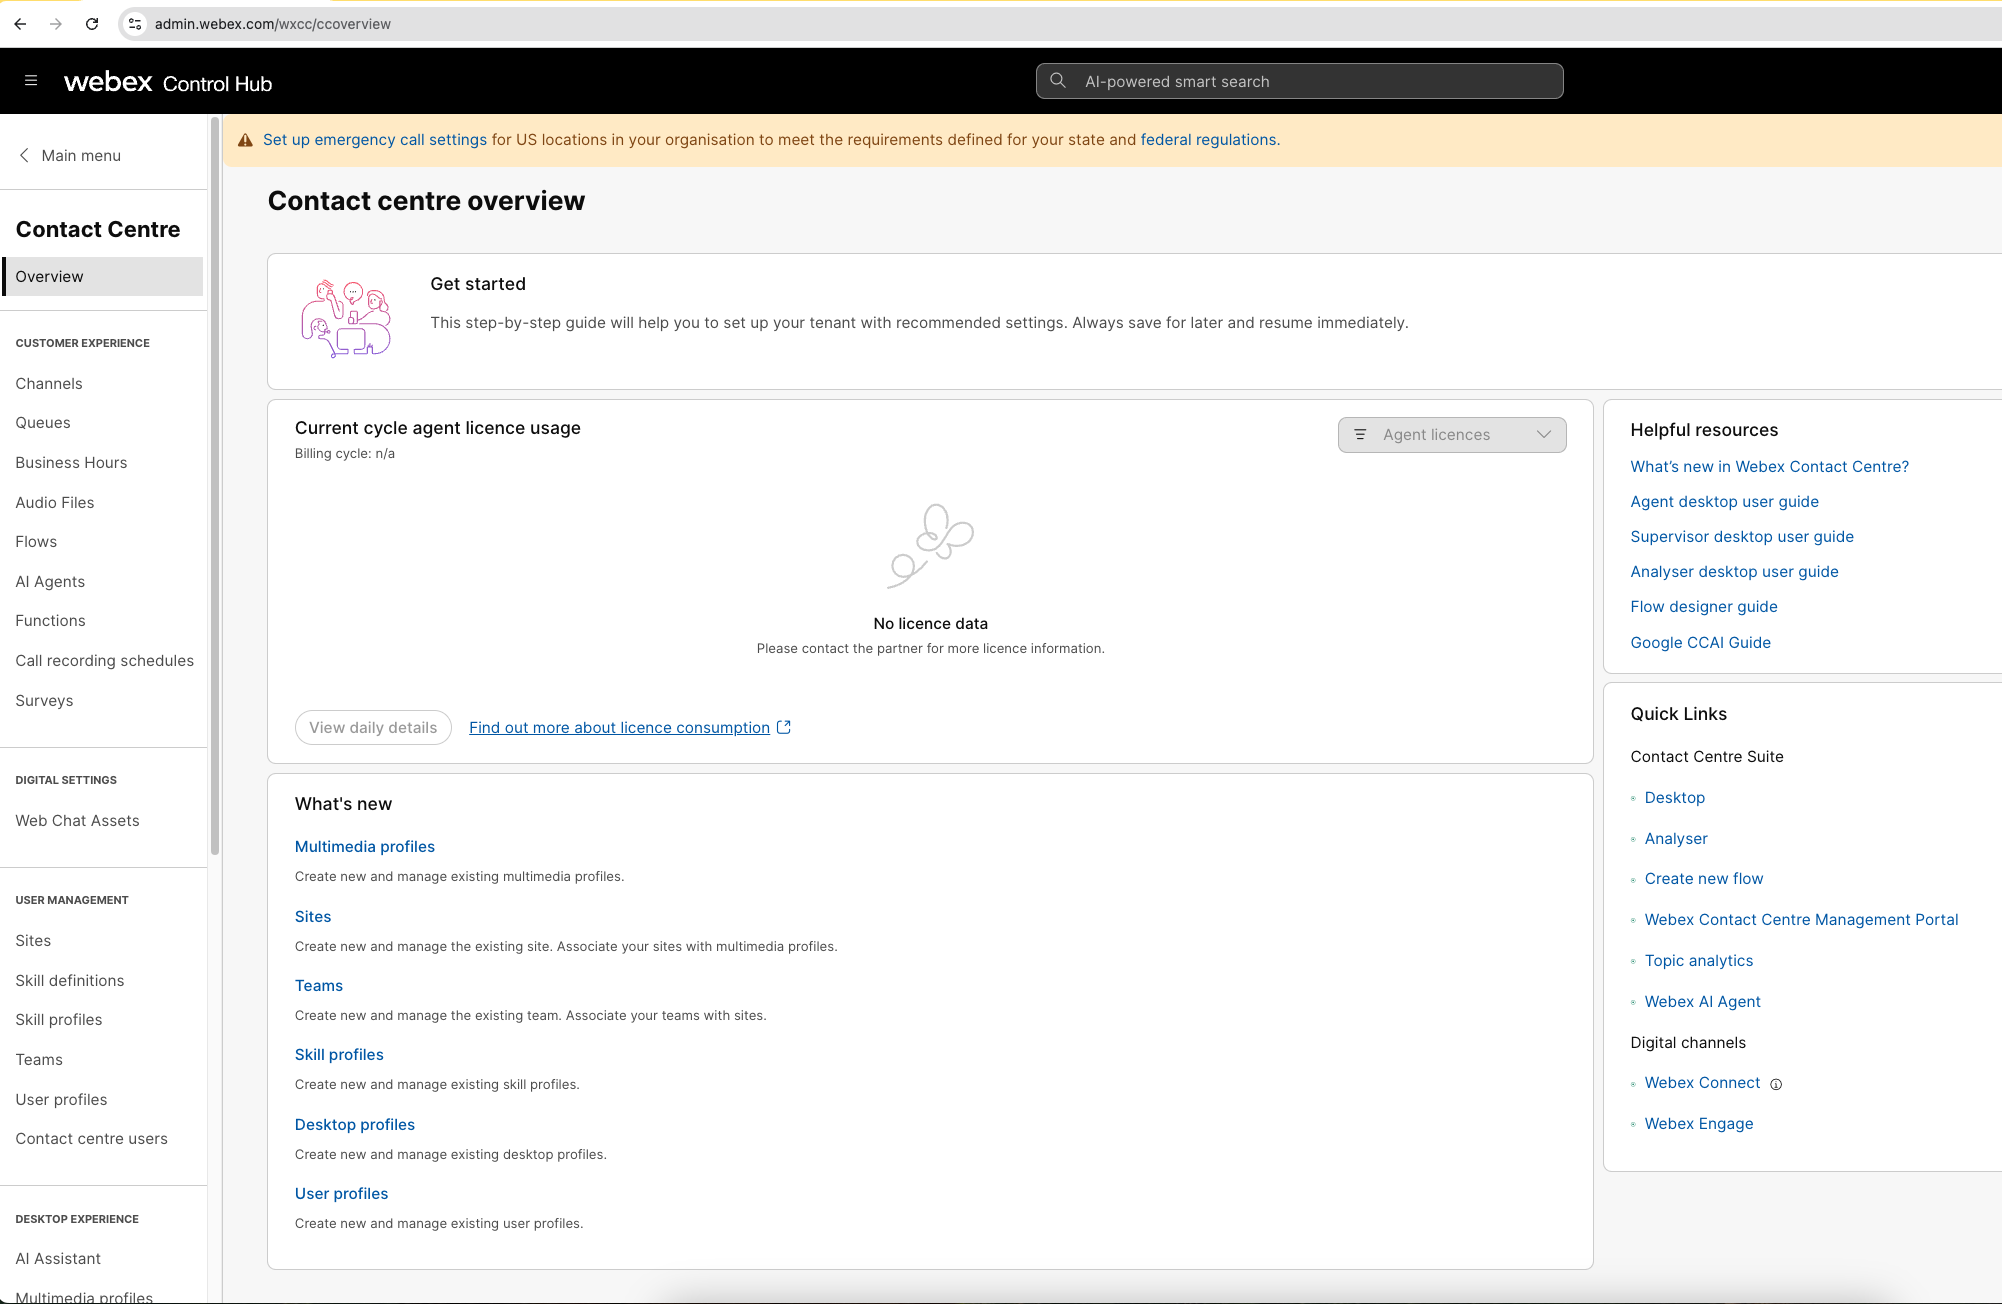 admin.webex.com/wxcc/ccoverview
webex Control Hub
AI-powered smart search
Main menu
Contact Centre
Overview
CUSTOMER EXPERIENCE
Channels
Queues
Business Hours
Audio Files
Flows
AI Agents
Functions
Call recording schedules
Surveys
DIGITAL SETTINGS
Web Chat Assets
USER MANAGEMENT
Sites
Skill definitions
Skill profiles
Teams
User profiles
Contact centre users
DESKTOP EXPERIENCE
AI Assistant
Multimedia profiles
Set up emergency call settings for US locations in your organisation to meet the requirements defined for your state and federal regulations.
Contact centre overview
Get started
This step-by-step guide will help you to set up your tenant with recommended settings. Always save for later and resume immediately.
Current cycle agent licence usage
Billing cycle: n/a
Agent licences
No licence data
Please contact the partner for more licence information.
View daily details
Find out more about licence consumption
What's new
Multimedia profiles
Create new and manage existing multimedia profiles.
Sites
Create new and manage the existing site. Associate your sites with multimedia profiles.
Teams
Create new and manage the existing team. Associate your teams with sites.
Skill profiles
Create new and manage existing skill profiles.
Desktop profiles
Create new and manage existing desktop profiles.
User profiles
Create new and manage existing user profiles.
Helpful resources
What’s new in Webex Contact Centre?
Agent desktop user guide
Supervisor desktop user guide
Analyser desktop user guide
Flow designer guide
Google CCAI Guide
Quick Links
Contact Centre Suite
Desktop
Analyser
Create new flow
Webex Contact Centre Management Portal
Topic analytics
Webex AI Agent
Digital channels
Webex Connect
Webex Engage